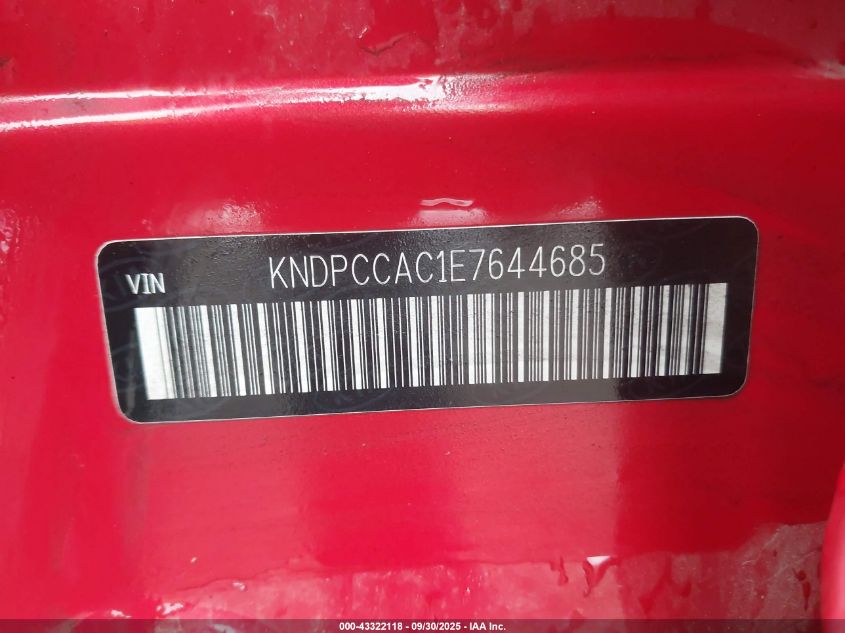 VIN KNDPCCAC1E7644685
000-43322118 - 09/30/2025 - IAA Inc.